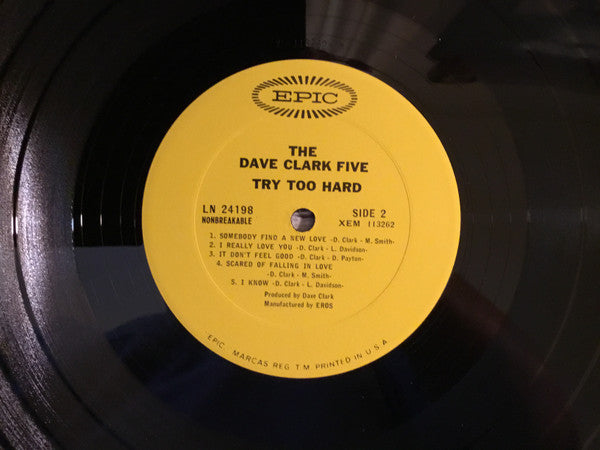 EPIC
THE
DAVE CLARK FIVE
TRY TOO HARD
LN 24198
NONBREAKABLE
SIDE 2
XEM 113262
1. SOMEBODY FIND A NEW LOVE -D. Clark - M. Smith-
2. I REALLY LOVE YOU -D. Clark - L. Davidson-
3. IT DON'T FEEL GOOD -D. Clark - D. Payton-
4. SCARED OF FALLING IN LOVE
-D. Clark - M. Smith-
5. I KNOW -D. Clark - L. Davidson-
Produced by Dave Clark
Manufactured by EROS
EPIC, MARCAS REG. T.M. PRINTED IN U.S.A.